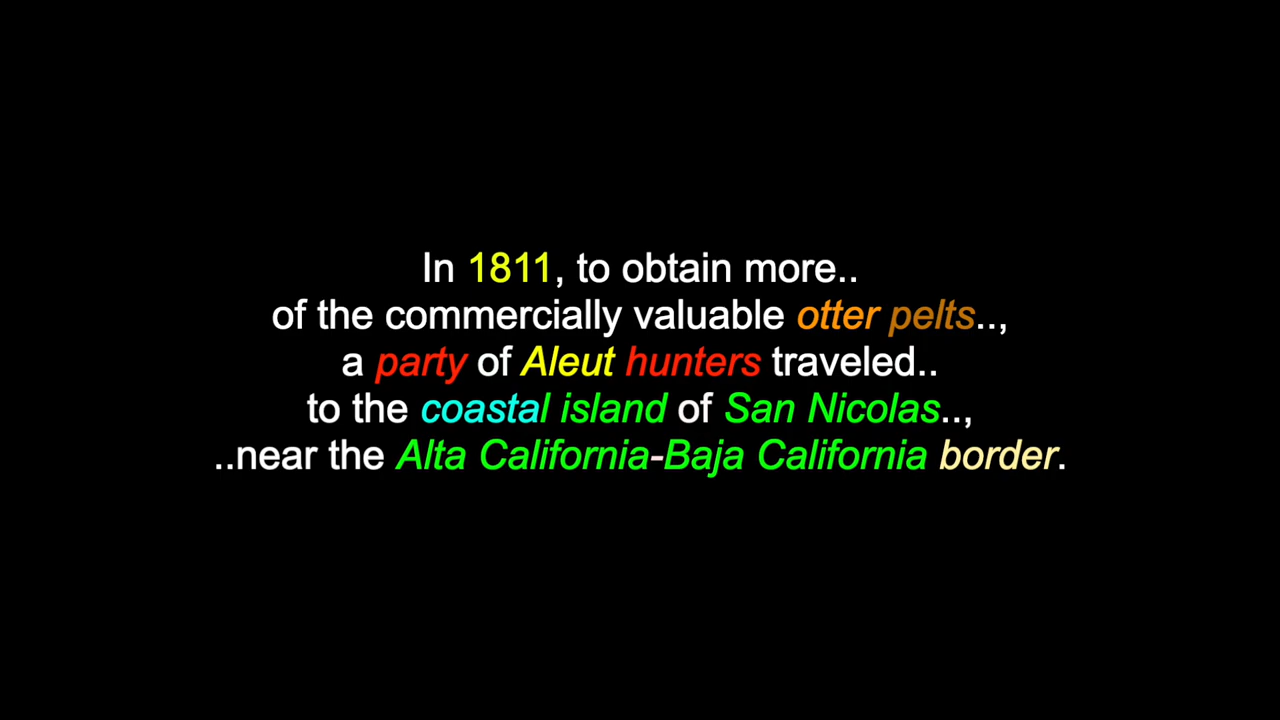 In 1811, to obtain more..
of the commercially valuable otter pelts..,
a party of Aleut hunters traveled..
to the coastal island of San Nicolas..,
..near the Alta California-Baja California border.